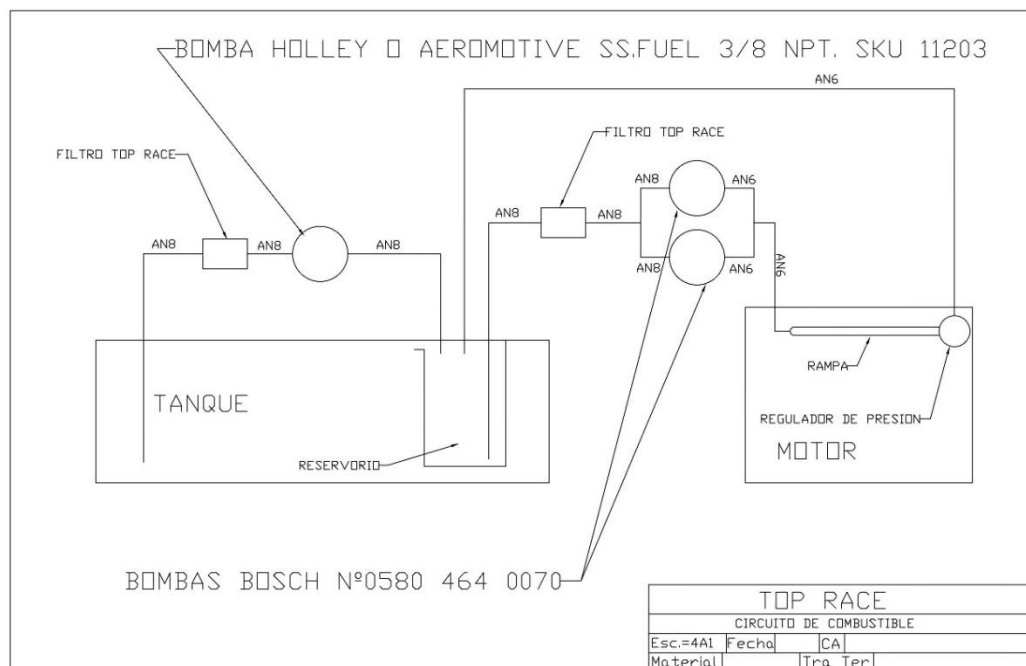 BOMBA HOLLEY O AEROMOTIVE SS.FUEL 3/8 NPT. SKU 11203
AN6
FILTRO TOP RACE
FILTRO TOP RACE
AN8
AN6
AN8
AN8
AN8
AN8
AN8
AN8
AN6
AN6
RAMPA
TANQUE
REGULADOR DE PRESION
MOTOR
RESERVORIO
BOMBAS BOSCH Nº0580 464 0070
TOP RACE
CIRCUITO DE COMBUSTIBLE
Esc.=4A1 Fecha CA
Material Tra Ter